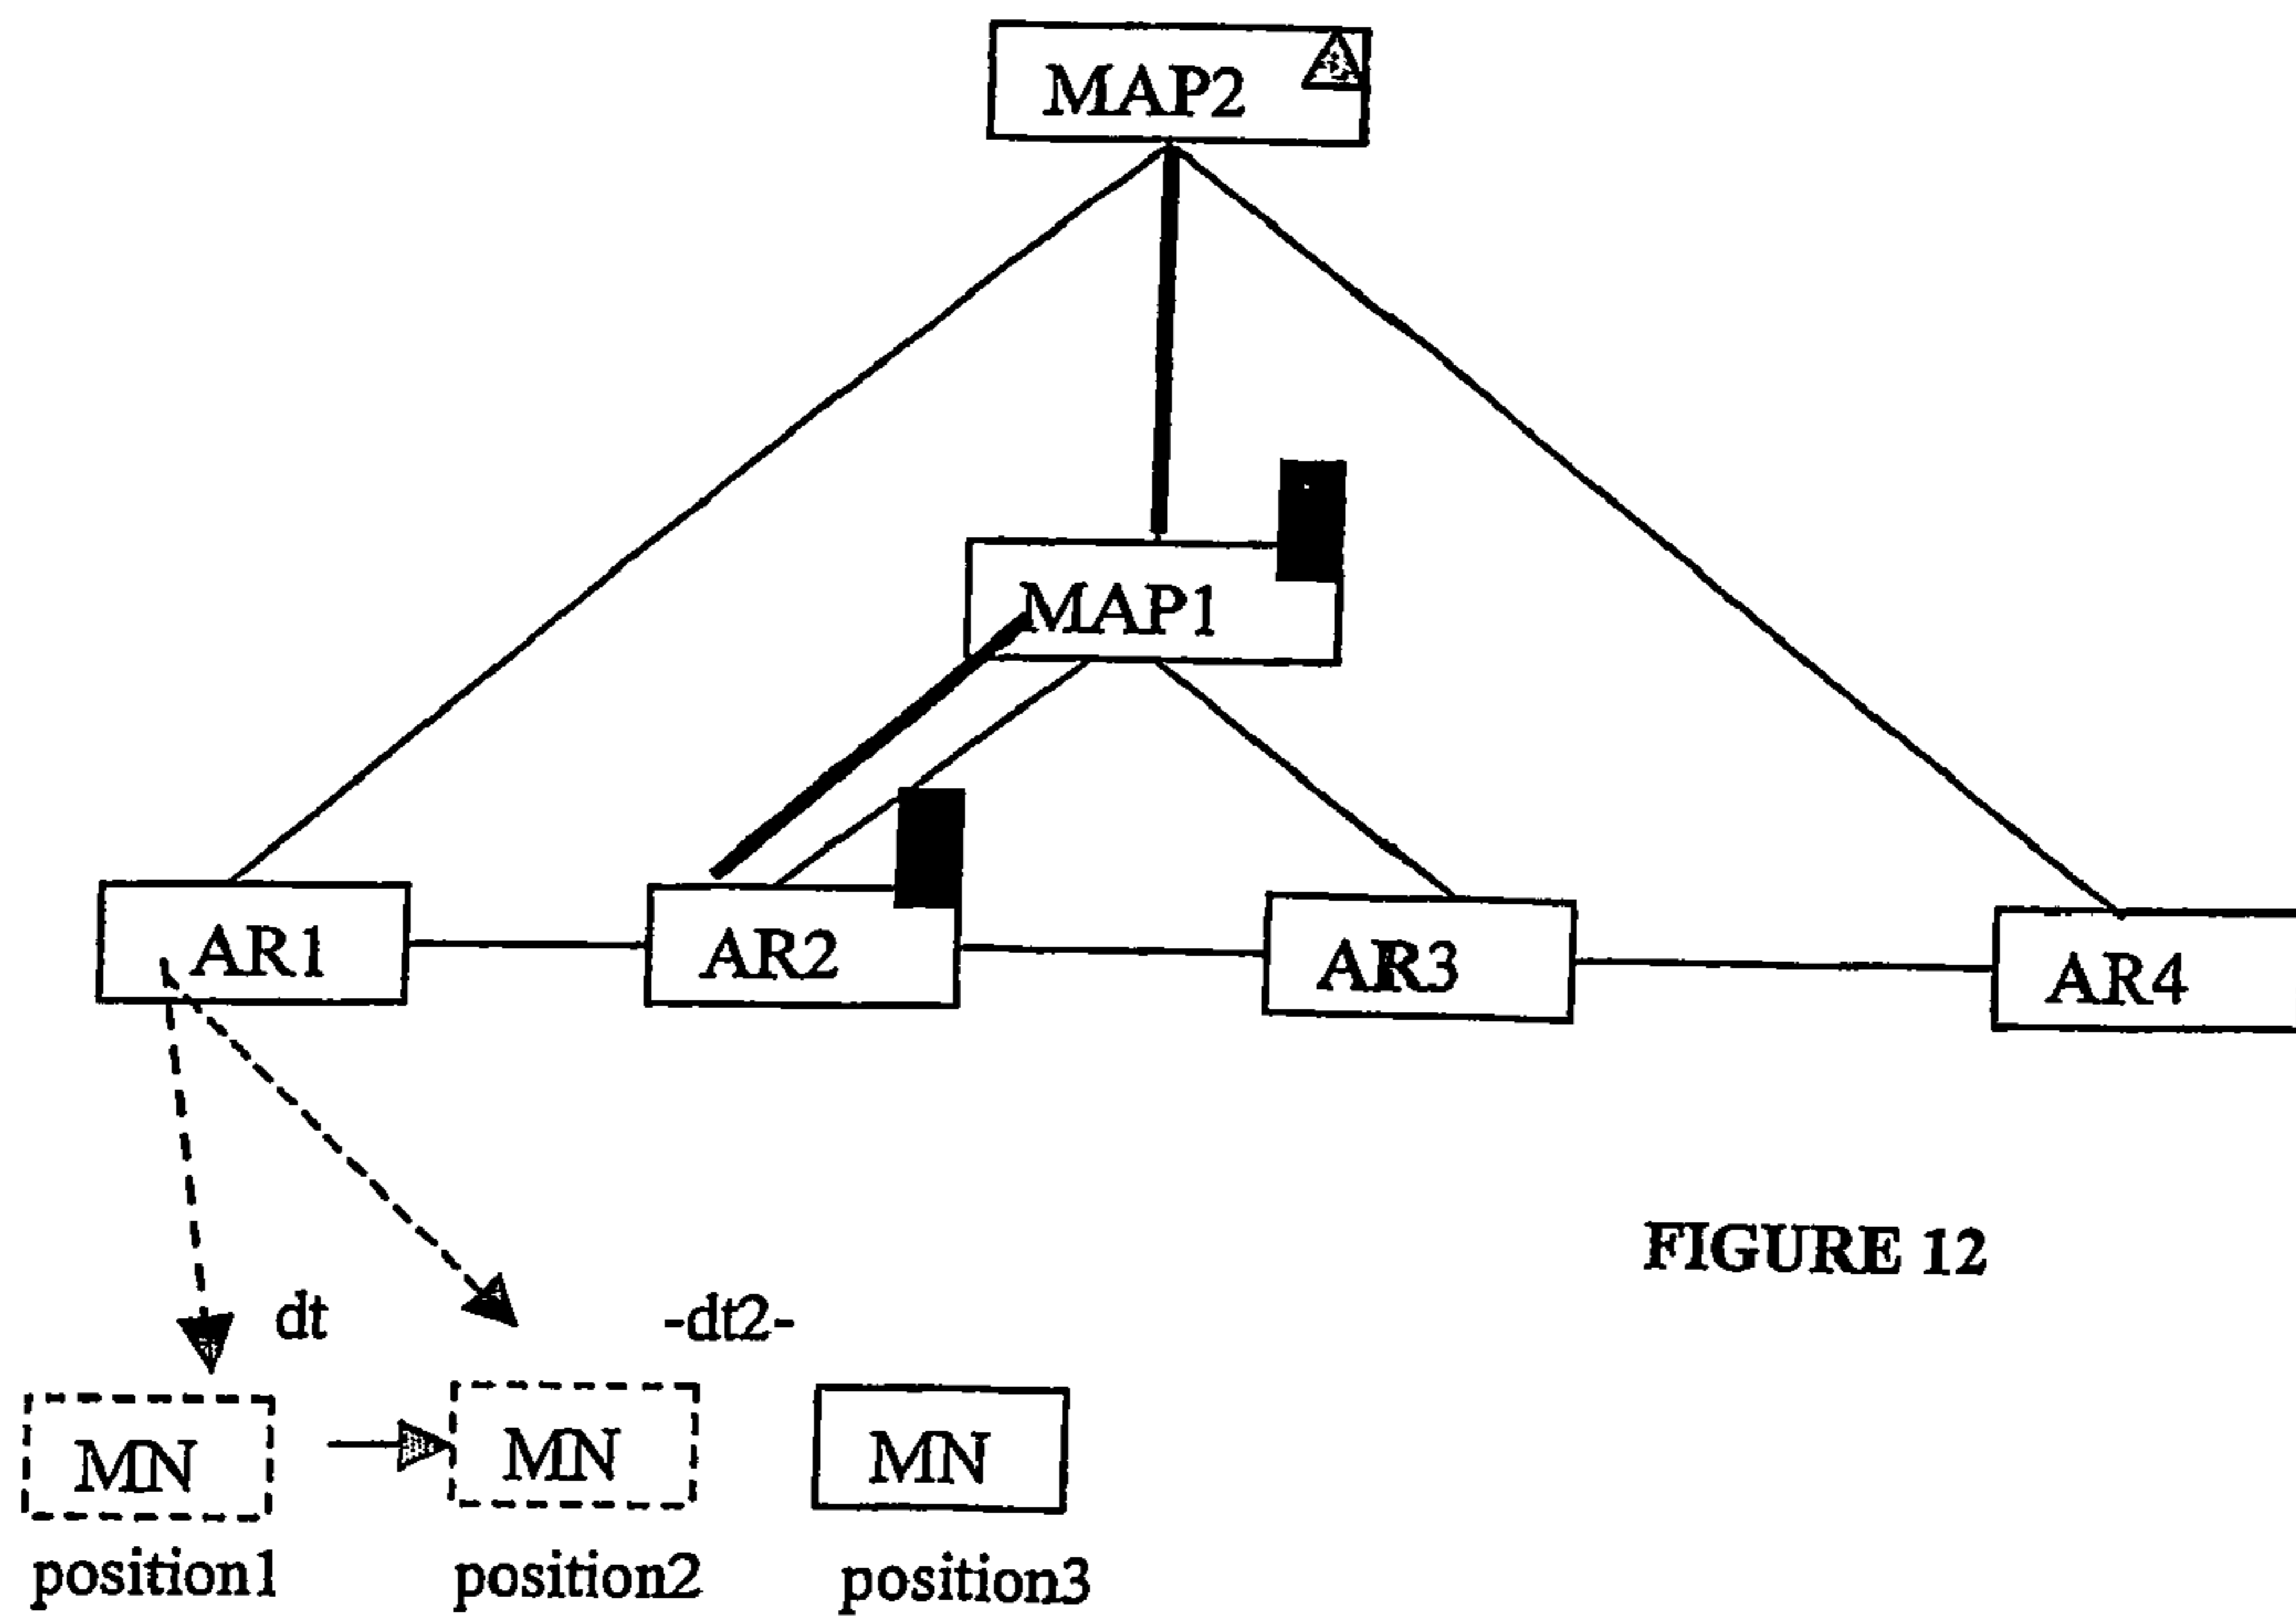 MAP2
MAP1
AR1
AR2
AR3
AR4
FIGURE 12
dt
-dt2-
MN
MN
MN
position1
position2
position3